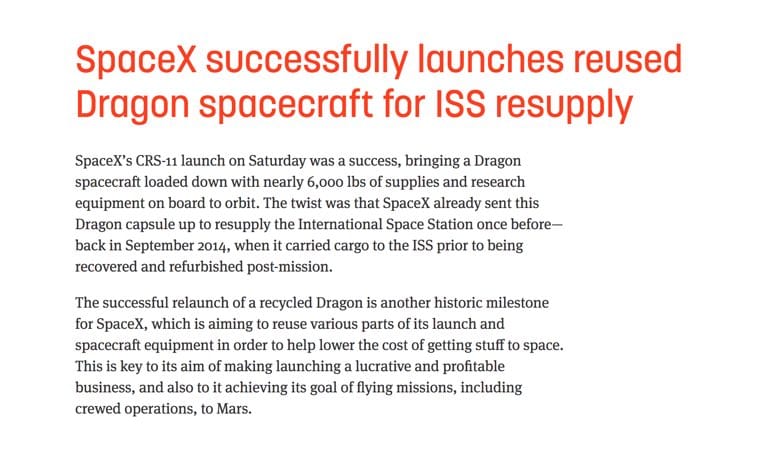 SpaceX successfully launches reused
Dragon spacecraft for ISS resupply
SpaceX’s CRS-11 launch on Saturday was a success, bringing a Dragon
spacecraft loaded down with nearly 6,000 lbs of supplies and research
equipment on board to orbit. The twist was that SpaceX already sent this
Dragon capsule up to resupply the International Space Station once before—
back in September 2014, when it carried cargo to the ISS prior to being
recovered and refurbished post-mission.
The successful relaunch of a recycled Dragon is another historic milestone
for SpaceX, which is aiming to reuse various parts of its launch and
spacecraft equipment in order to help lower the cost of getting stuff to space.
This is key to its aim of making launching a lucrative and profitable
business, and also to it achieving its goal of flying missions, including
crewed operations, to Mars.